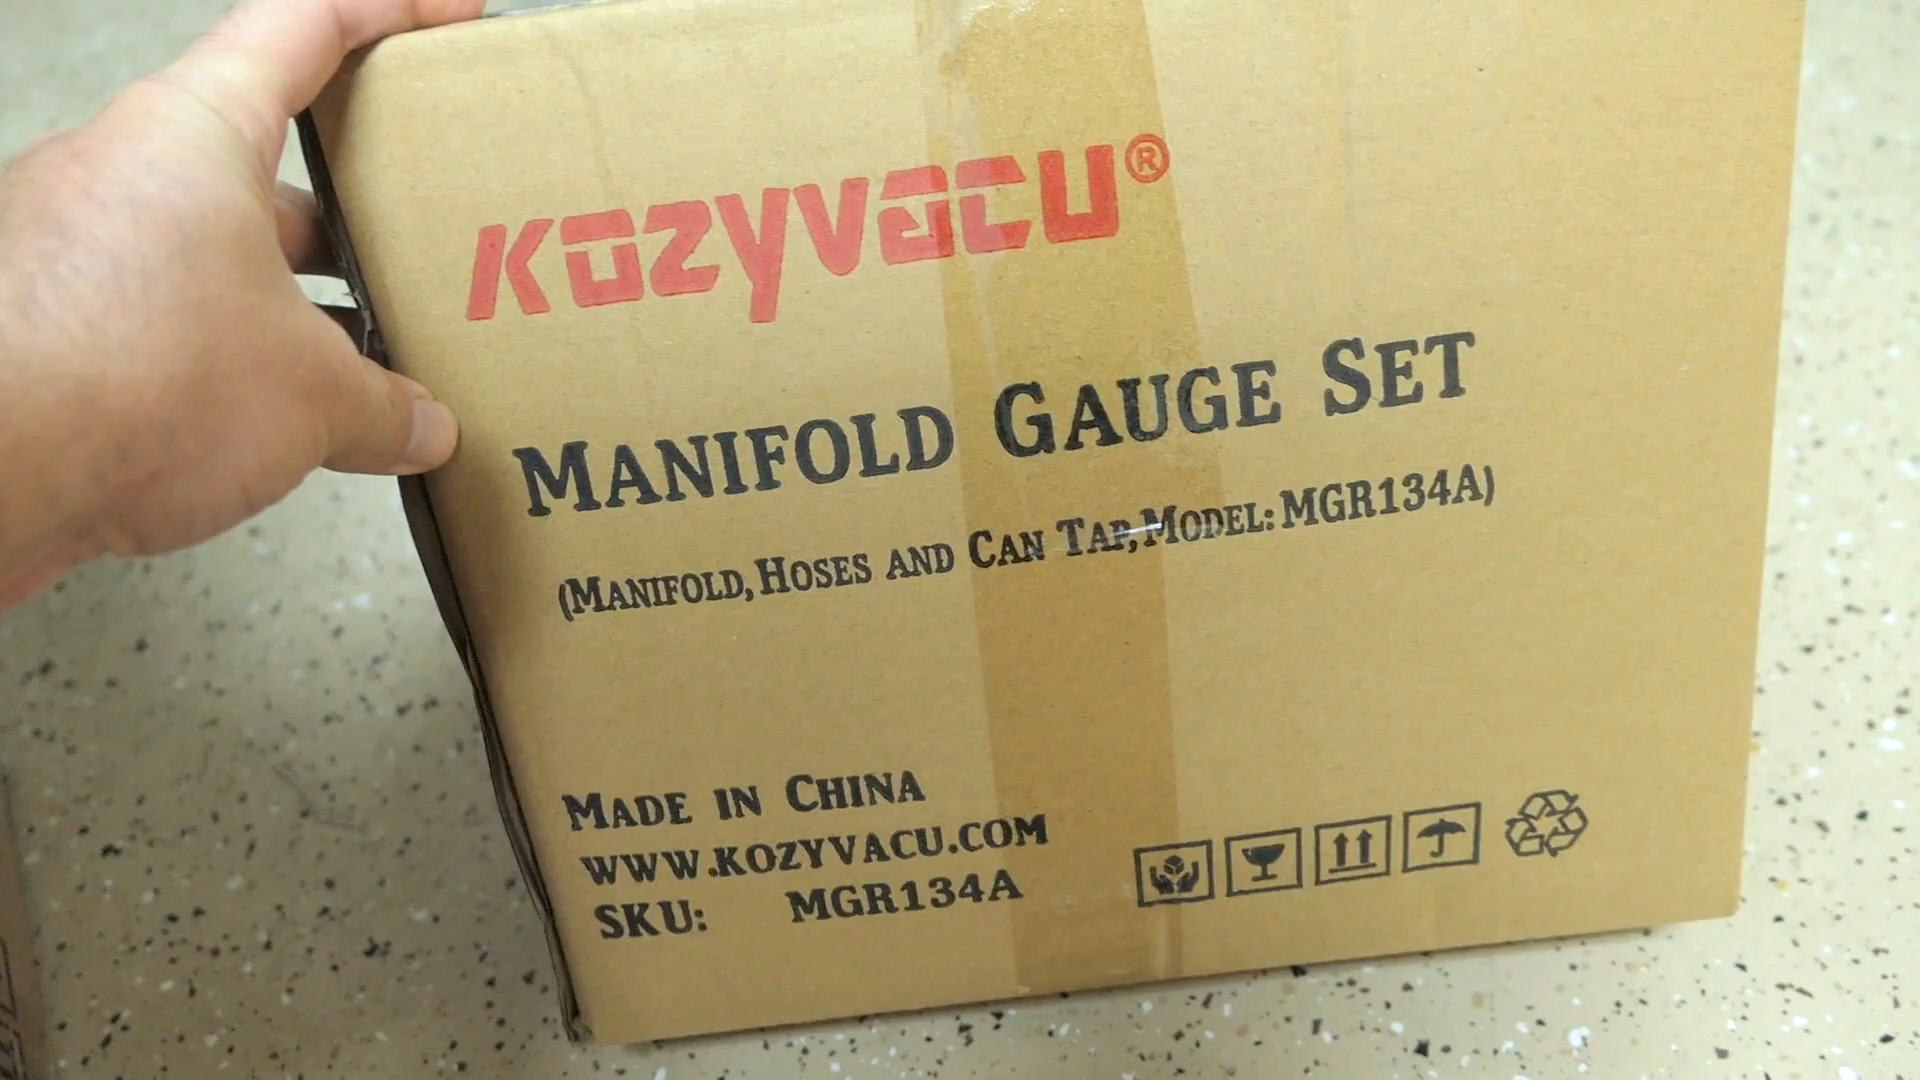 KOZYVACU®
MANIFOLD GAUGE SET
(MANIFOLD, HOSES AND CAN TAP, MODEL: MGR134A)
MADE IN CHINA
WWW.KOZYVACU.COM
SKU: MGR134A